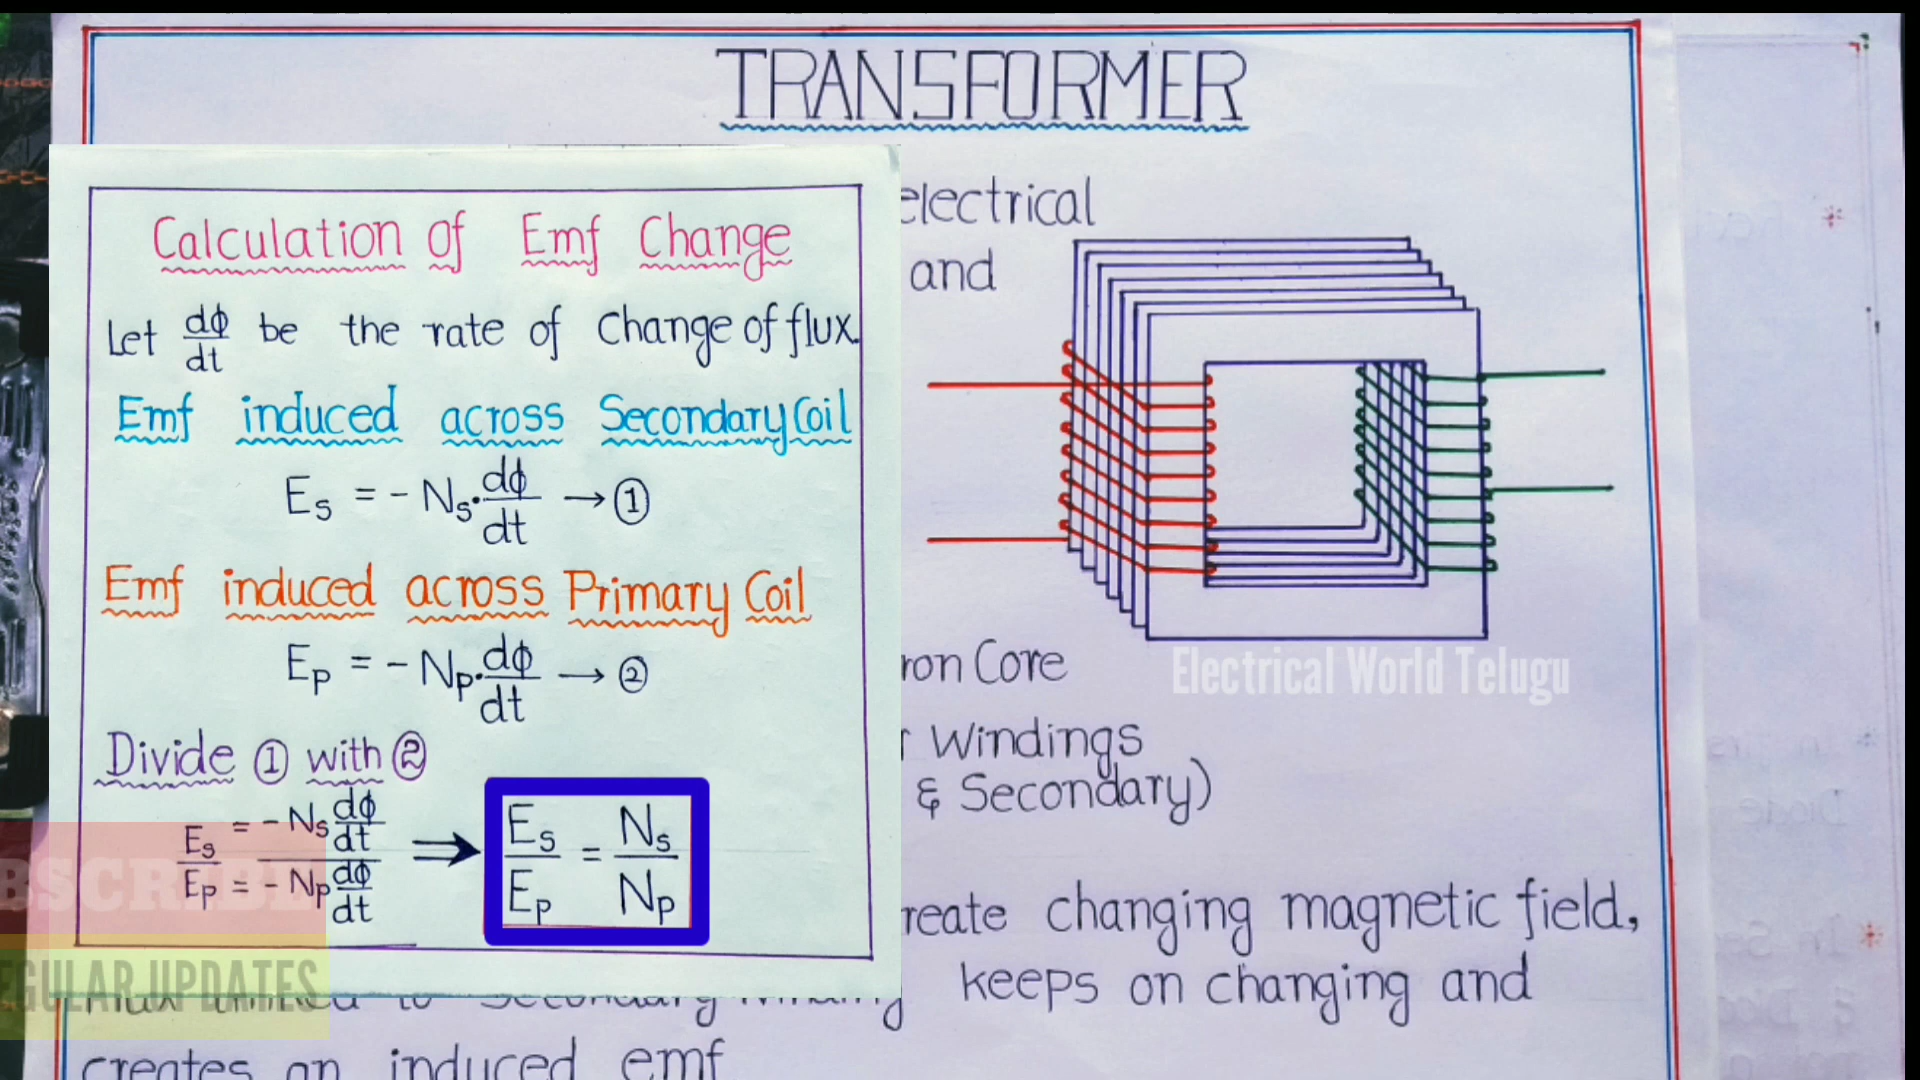 TRANSFORMER
electrical
and
Calculation of Emf Change
Let dφ/dt be the rate of Change of flux.
Emf induced across Secondary Coil
Es = - Ns. dφ/dt → ①
Emf induced across Primary Coil
Ep = - Np. dφ/dt → ②
Divide ① with ②
Es = - Ns dφ/dt
Ep = - Np dφ/dt
⇒
Es/Ep = Ns/Np
ron Core
Electrical World Telugu
Windings
& Secondary)
reate changing magnetic field,
keeps on changing and
creates an induced emf
BSCRIBE
EGULAR UPDATES